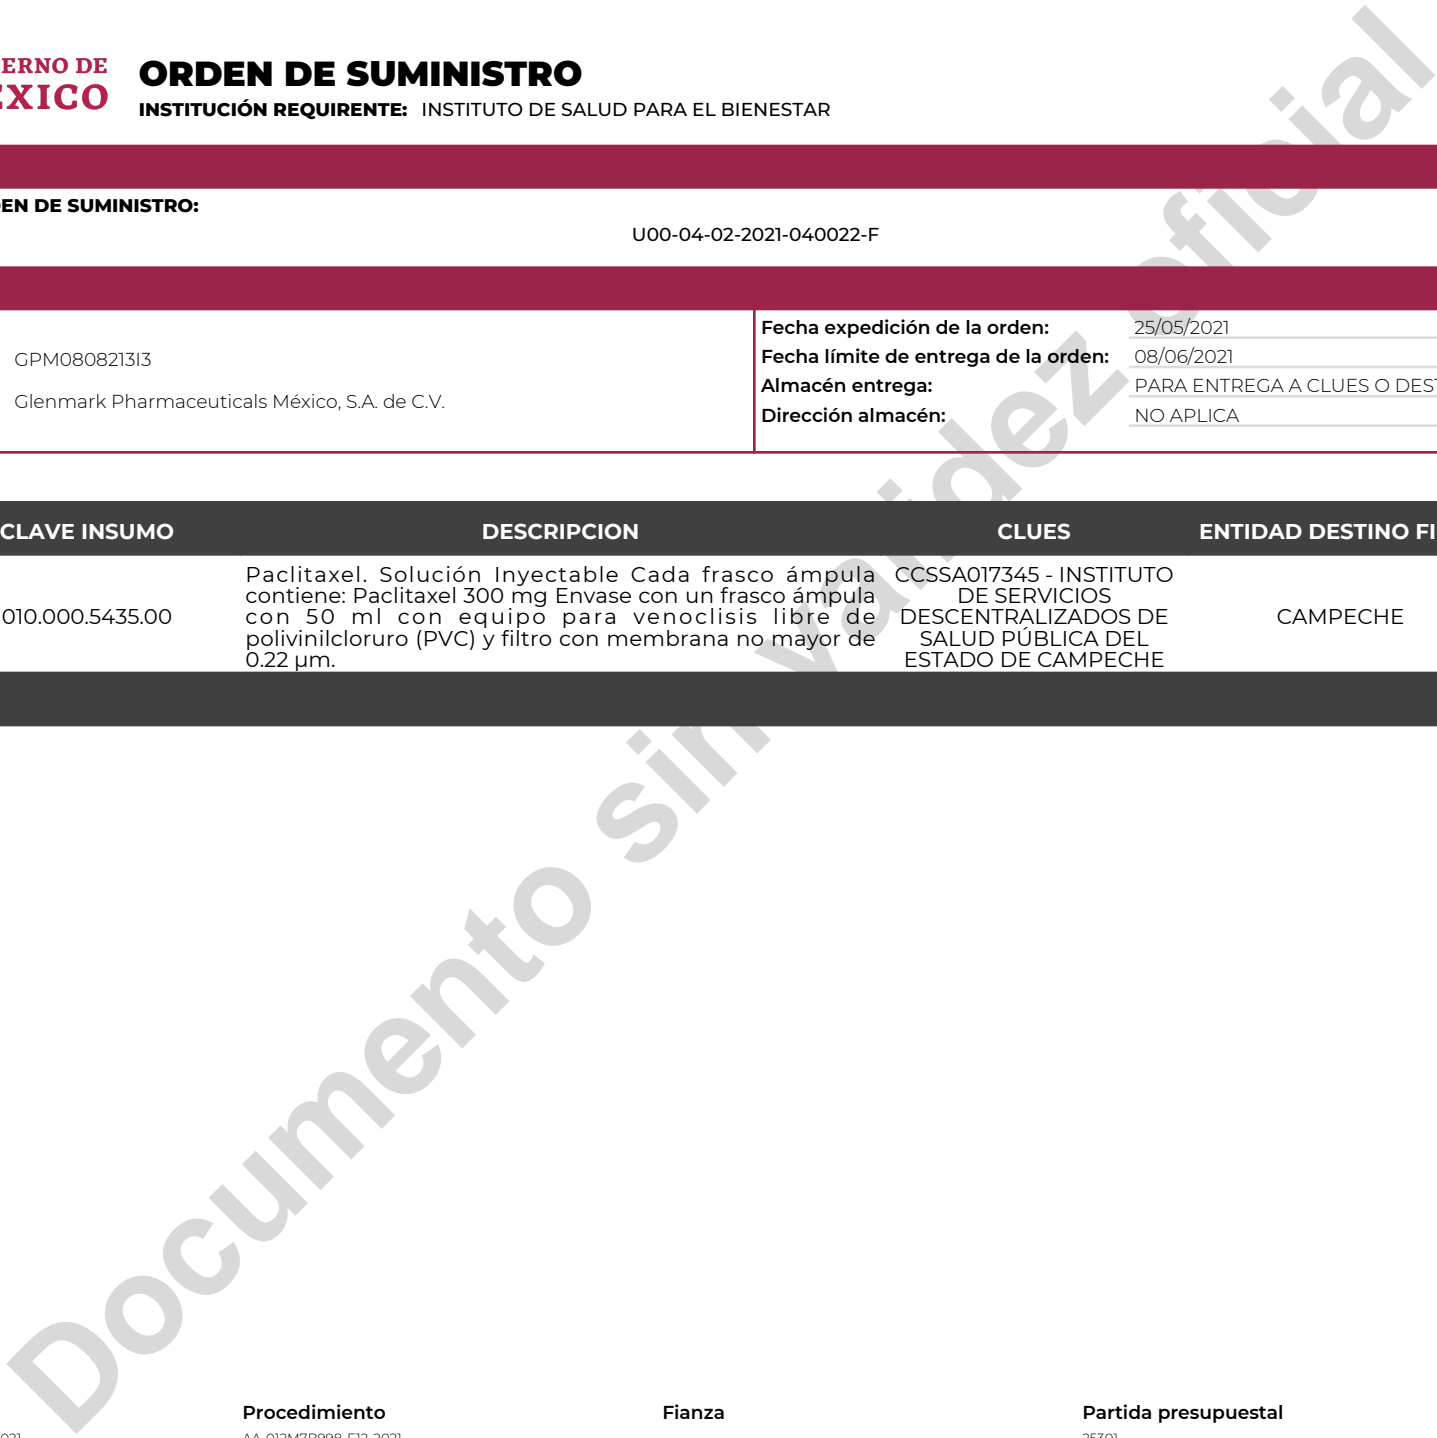 ERNO DE
ÉXICO
ORDEN DE SUMINISTRO
INSTITUCIÓN REQUIRENTE: INSTITUTO DE SALUD PARA EL BIENESTAR
EN DE SUMINISTRO:
U00-04-02-2021-040022-F
GPM0808213I3
Glenmark Pharmaceuticals México, S.A. de C.V.
Fecha expedición de la orden: 25/05/2021
Fecha límite de entrega de la orden: 08/06/2021
Almacén entrega: PARA ENTREGA A CLUES O DEST
Dirección almacén: NO APLICA
CLAVE INSUMO DESCRIPCION CLUES ENTIDAD DESTINO FI
010.000.5435.00
Paclitaxel. Solución Inyectable Cada frasco ámpula
contiene: Paclitaxel 300 mg Envase con un frasco ámpula
con 50 ml con equipo para venoclisis libre de
polivinilcloruro (PVC) y filtro con membrana no mayor de
0.22 µm.
CCSSA017345 - INSTITUTO
DE SERVICIOS
DESCENTRALIZADOS DE
SALUD PÚBLICA DEL
ESTADO DE CAMPECHE
CAMPECHE
Documento sin validez oficial
Procedimiento Fianza Partida presupuestal